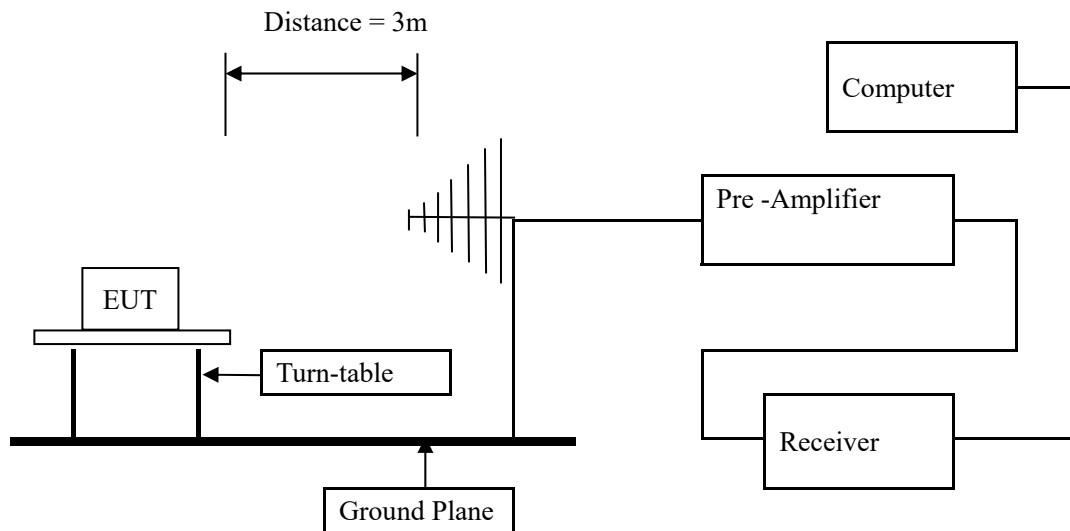 Distance = 3m
Computer
Pre -Amplifier
EUT
Turn-table
Receiver
Ground Plane